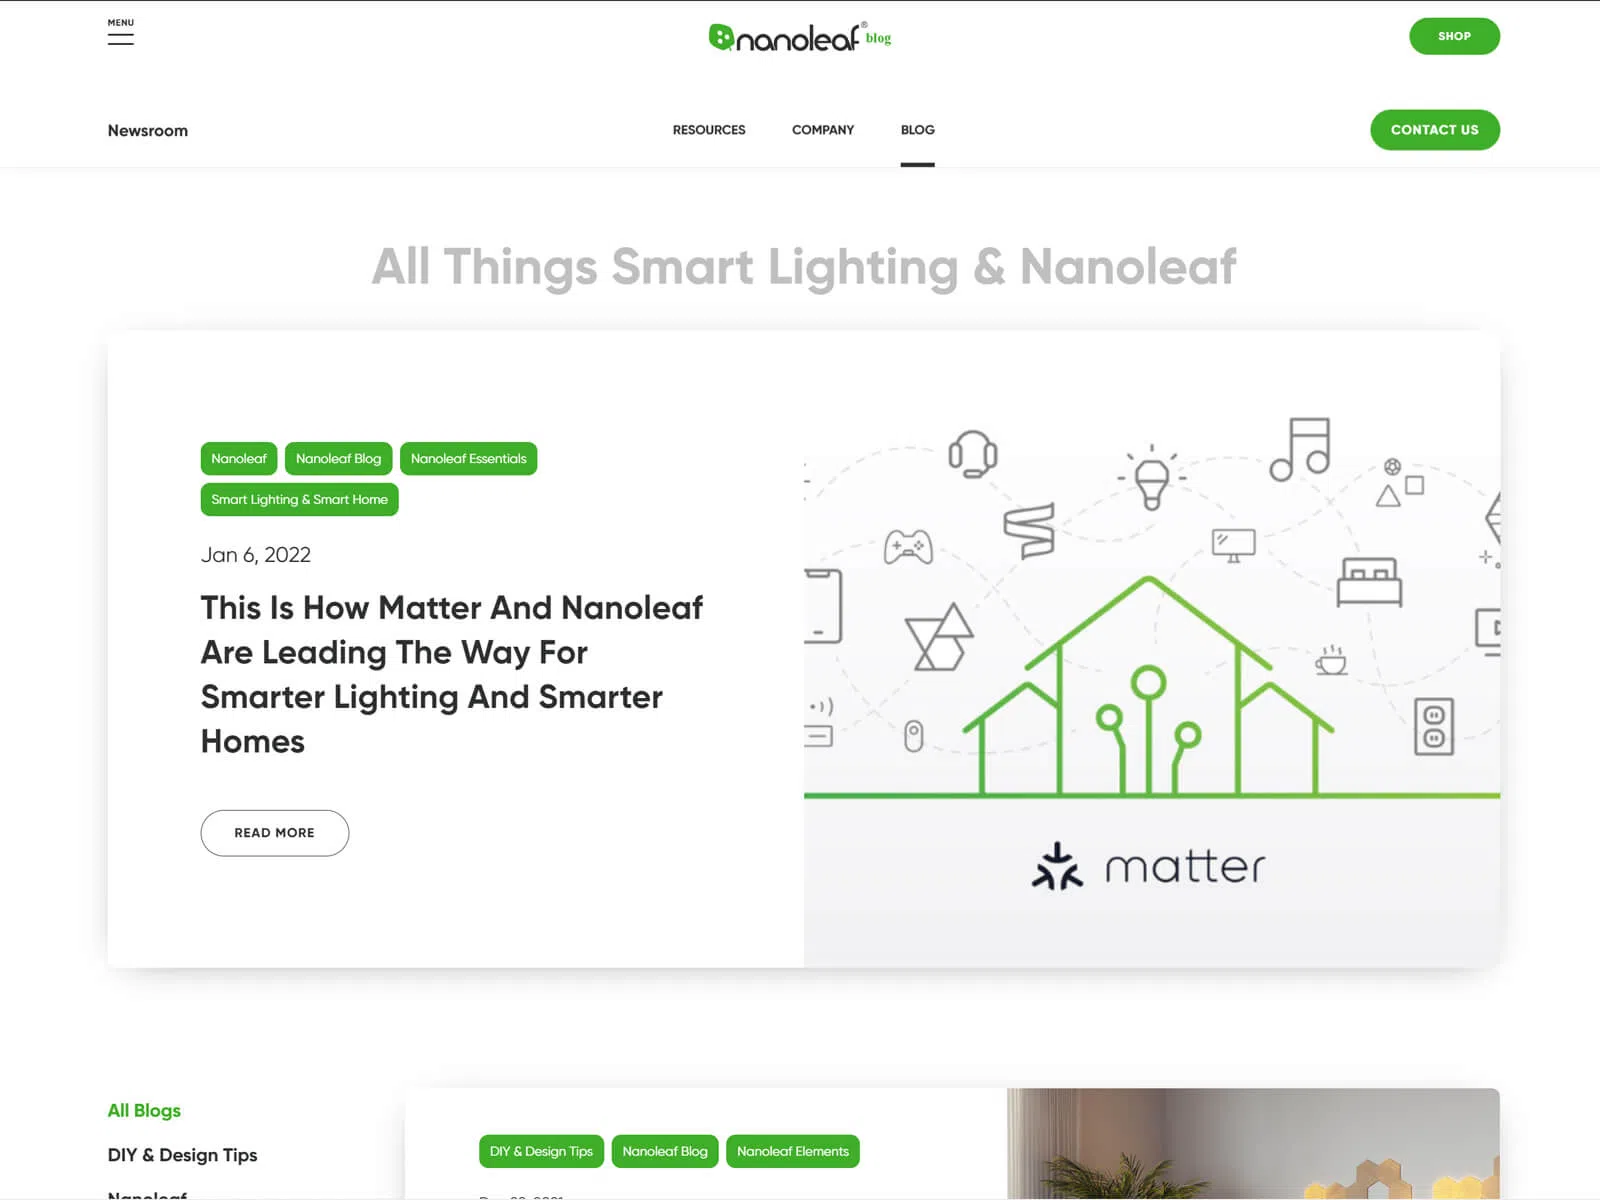 MENU
nanoleaf® blog
SHOP
Newsroom
RESOURCES
COMPANY
BLOG
CONTACT US
All Things Smart Lighting & Nanoleaf
Nanoleaf
Nanoleaf Blog
Nanoleaf Essentials
Smart Lighting & Smart Home
Jan 6, 2022
This Is How Matter And Nanoleaf
Are Leading The Way For
Smarter Lighting And Smarter
Homes
READ MORE
matter
All Blogs
DIY & Design Tips
Nanoleaf
DIY & Design Tips
Nanoleaf Blog
Nanoleaf Elements